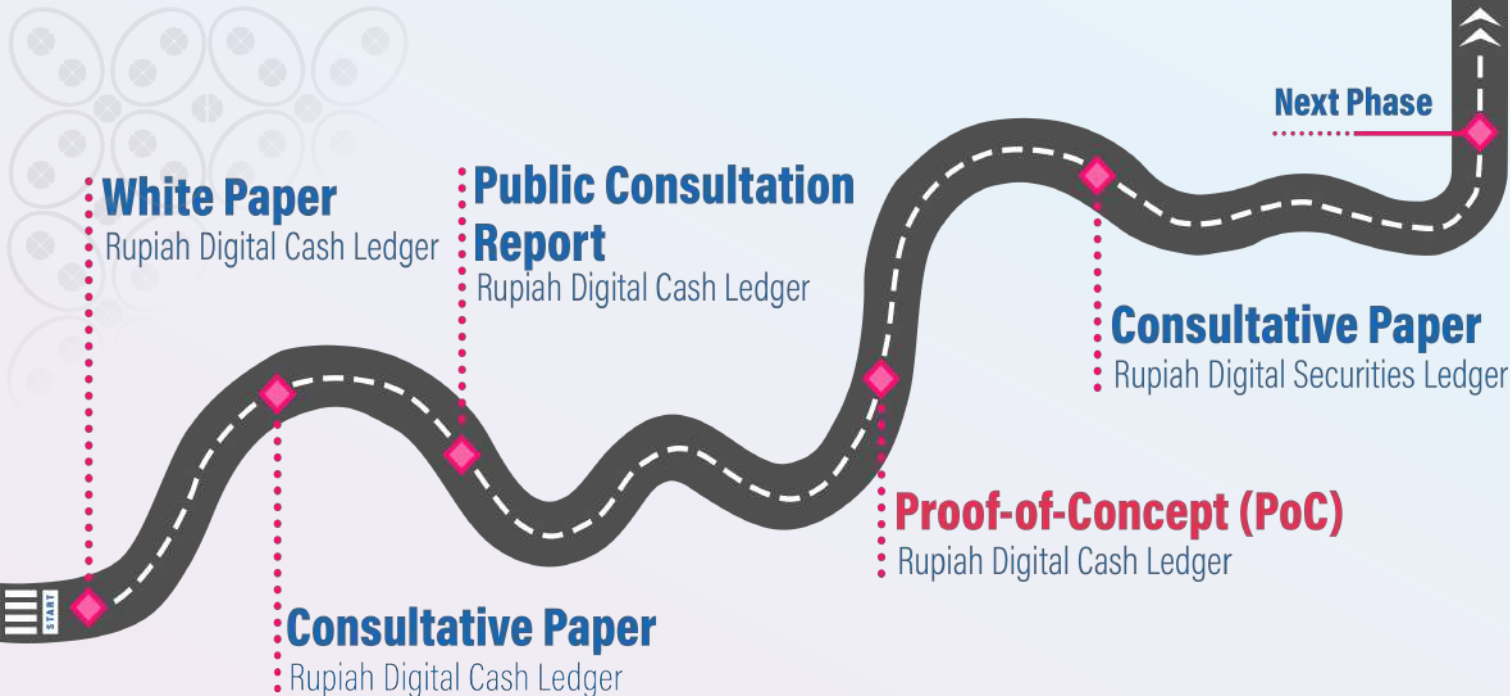 START
White Paper
Rupiah Digital Cash Ledger
Consultative Paper
Rupiah Digital Cash Ledger
Public Consultation
Report
Rupiah Digital Cash Ledger
Proof-of-Concept (PoC)
Rupiah Digital Cash Ledger
Consultative Paper
Rupiah Digital Securities Ledger
Next Phase